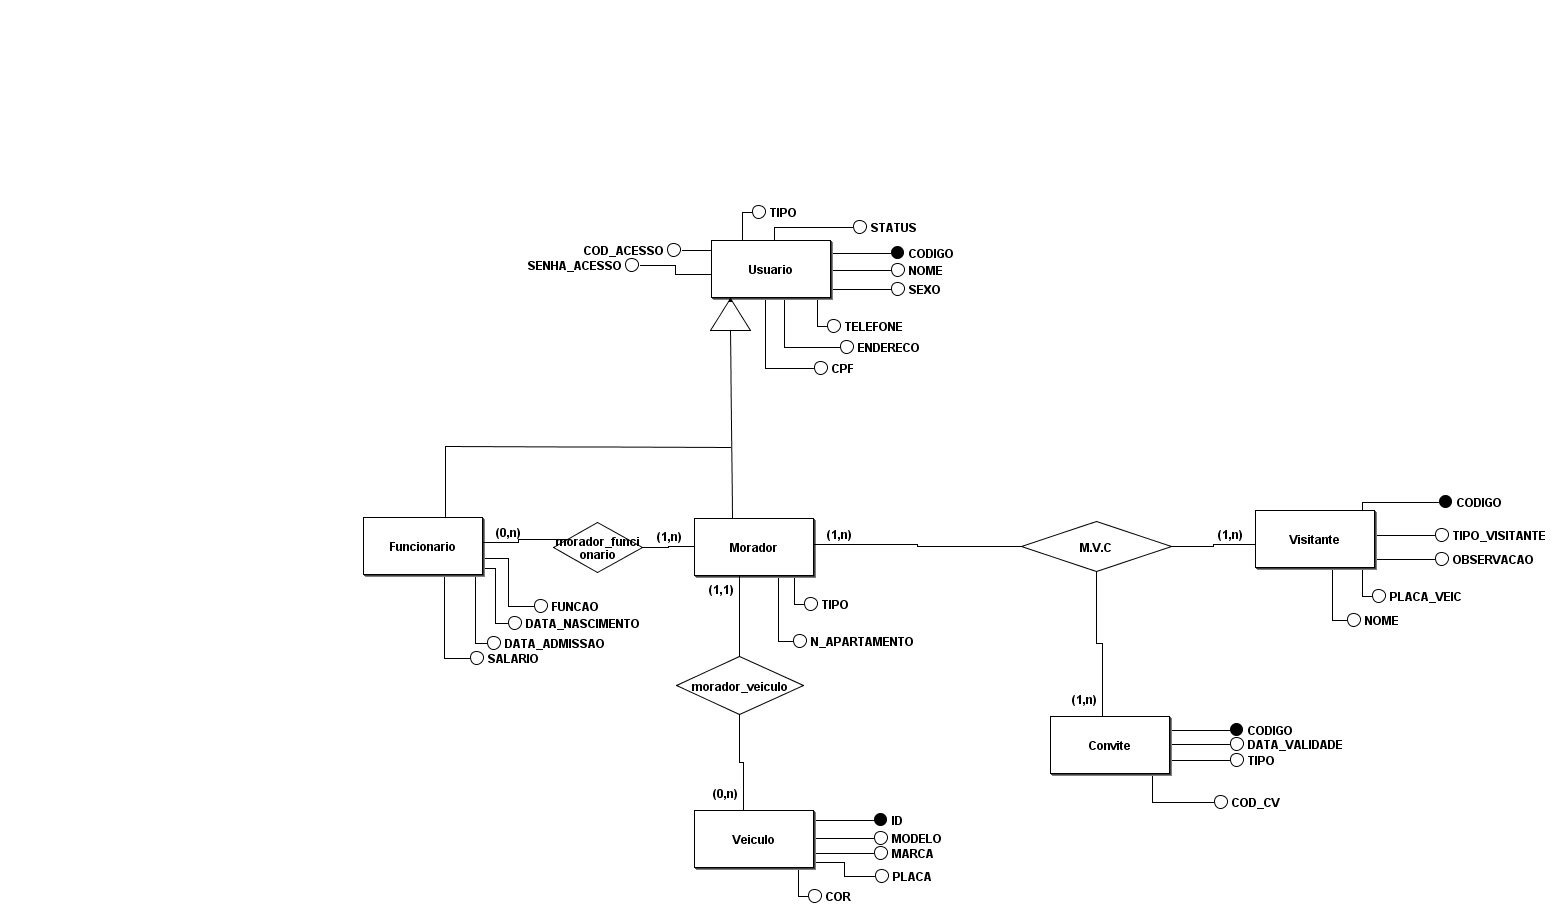 TIPO
STATUS
COD_ACESSO
CODIGO
SENHA_ACESSO
Usuario
NOME
SEXO
TELEFONE
ENDERECO
CPF
CODIGO
(0,n)
morador_funci
onario
(1,n)
Funcionario
Morador
(1,n)
M.V.C
(1,n)
Visitante
TIPO_VISITANTE
OBSERVACAO
PLACA_VEIC
NOME
(1,1)
TIPO
N_APARTAMENTO
FUNCAO
DATA_NASCIMENTO
DATA_ADMISSAO
SALARIO
morador_veiculo
(1,n)
Convite
CODIGO
DATA_VALIDADE
TIPO
COD_CV
(0,n)
Veiculo
ID
MODELO
MARCA
PLACA
COR